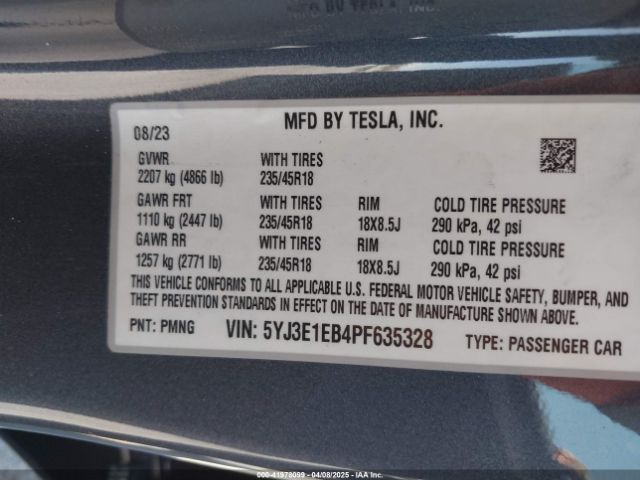 MFD BY TESLA, INC.
08/23
MFD BY TESLA, INC.
GVWR WITH TIRES
2207 kg (4866 lb) 235/45R18
GAWR FRT WITH TIRES RIM COLD TIRE PRESSURE
1110 kg (2447 lb) 235/45R18 18X8.5J 290 kPa, 42 psi
GAWR RR WITH TIRES RIM COLD TIRE PRESSURE
1257 kg (2771 lb) 235/45R18 18X8.5J 290 kPa, 42 psi
THIS VEHICLE CONFORMS TO ALL APPLICABLE U.S. FEDERAL MOTOR VEHICLE SAFETY, BUMPER, AND
THEFT PREVENTION STANDARDS IN EFFECT ON THE DATE OF MANUFACTURE SHOWN ABOVE.
PNT: PMNG VIN: 5YJ3E1EB4PF635328 TYPE: PASSENGER CAR
000-41978099 04/08/2025 - IAA Inc.